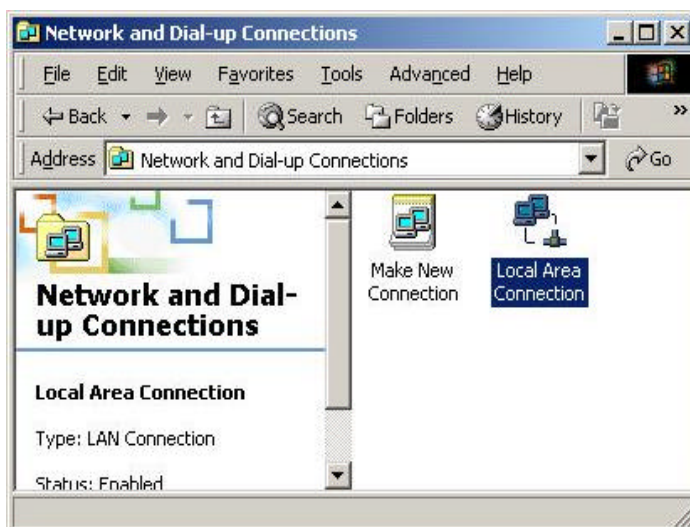 Network and Dial-up Connections
File Edit View Favorites Tools Advanced Help
Back Search Folders History »
Address Network and Dial-up Connections Go
Network and Dial-
up Connections
Local Area Connection
Type: LAN Connection
Status: Enabled
Make New
Connection
Local Area
Connection